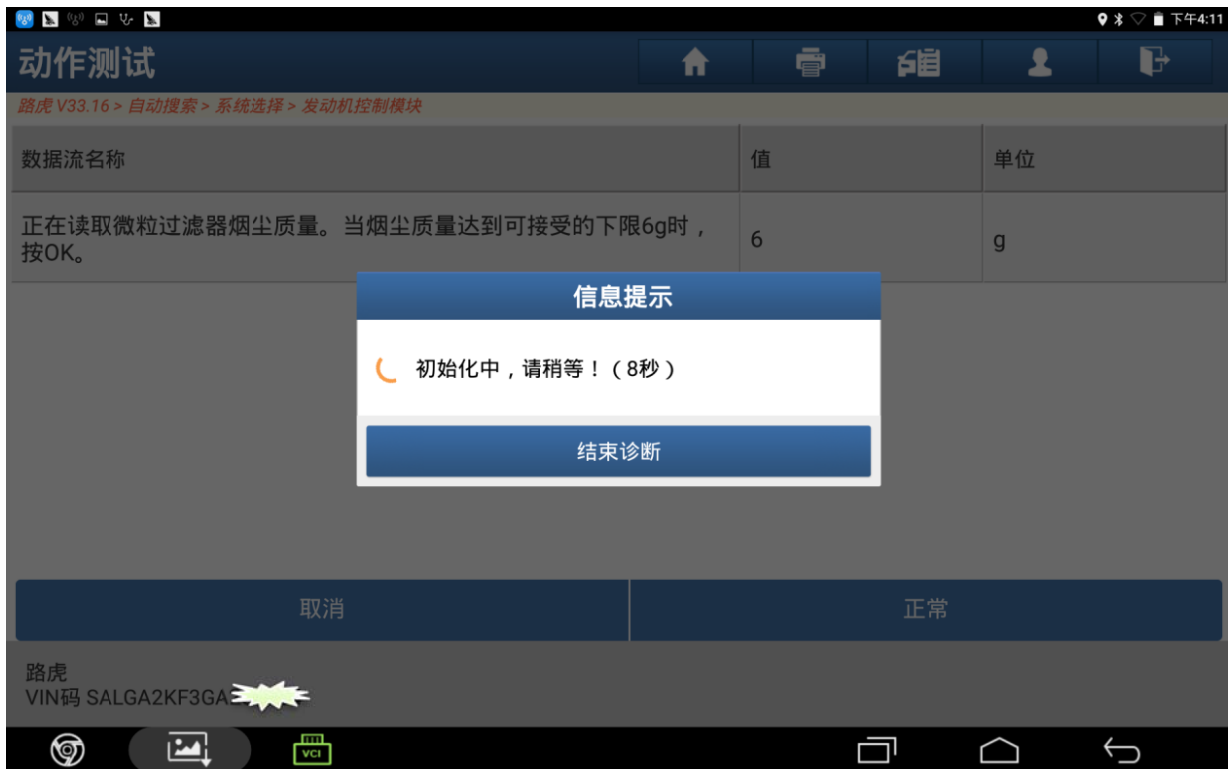 下午4:11
动作测试
路虎 V33.16 > 自动搜索 > 系统选择 > 发动机控制模块
数据流名称 值 单位
正在读取微粒过滤器烟尘质量。当烟尘质量达到可接受的下限6g时，
按OK。
6 g
信息提示
初始化中，请稍等！（8秒）
结束诊断
取消 正常
路虎
VIN码 SALGA2KF3GA
VCI